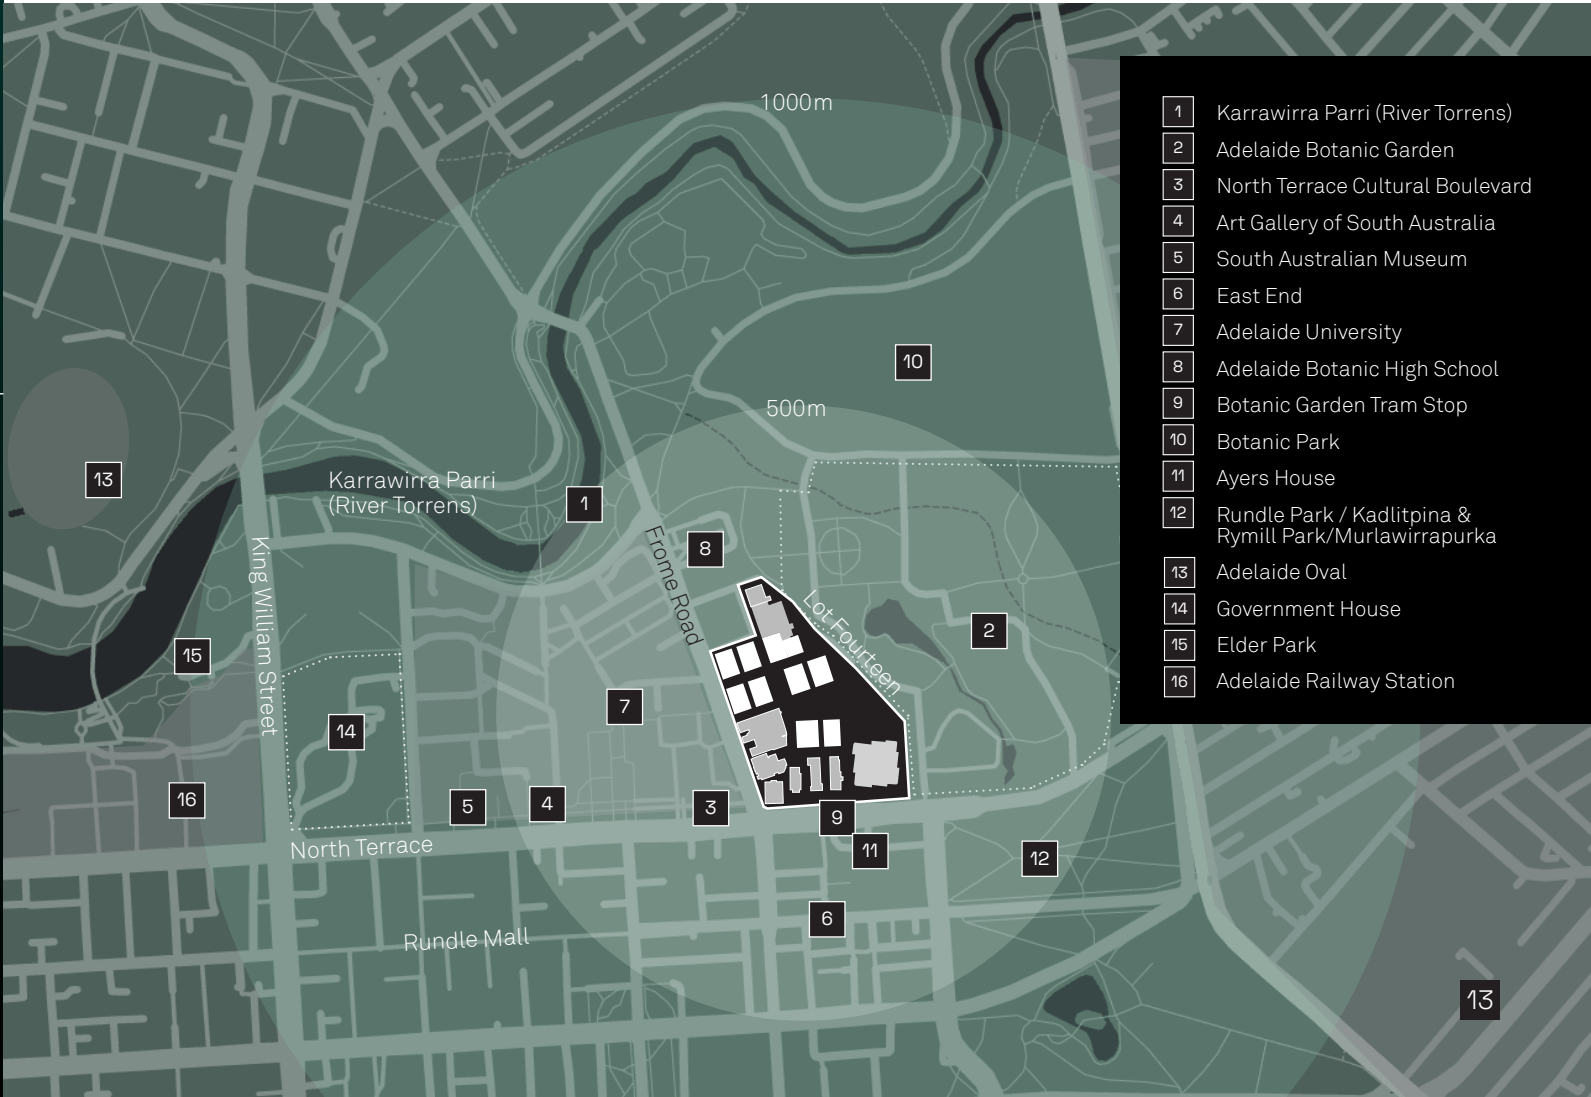 1000m
500m
10
13
Karrawirra Parri
(River Torrens)
1
8
Frome Road
King William Street
Lot Fourteen
2
15
7
14
16
5
4
3
9
North Terrace
11
12
6
Rundle Mall
13
1 Karrawirra Parri (River Torrens)
2 Adelaide Botanic Garden
3 North Terrace Cultural Boulevard
4 Art Gallery of South Australia
5 South Australian Museum
6 East End
7 Adelaide University
8 Adelaide Botanic High School
9 Botanic Garden Tram Stop
10 Botanic Park
11 Ayers House
12 Rundle Park / Kadlitpina &
Rymill Park/Murlawirrapurka
13 Adelaide Oval
14 Government House
15 Elder Park
16 Adelaide Railway Station